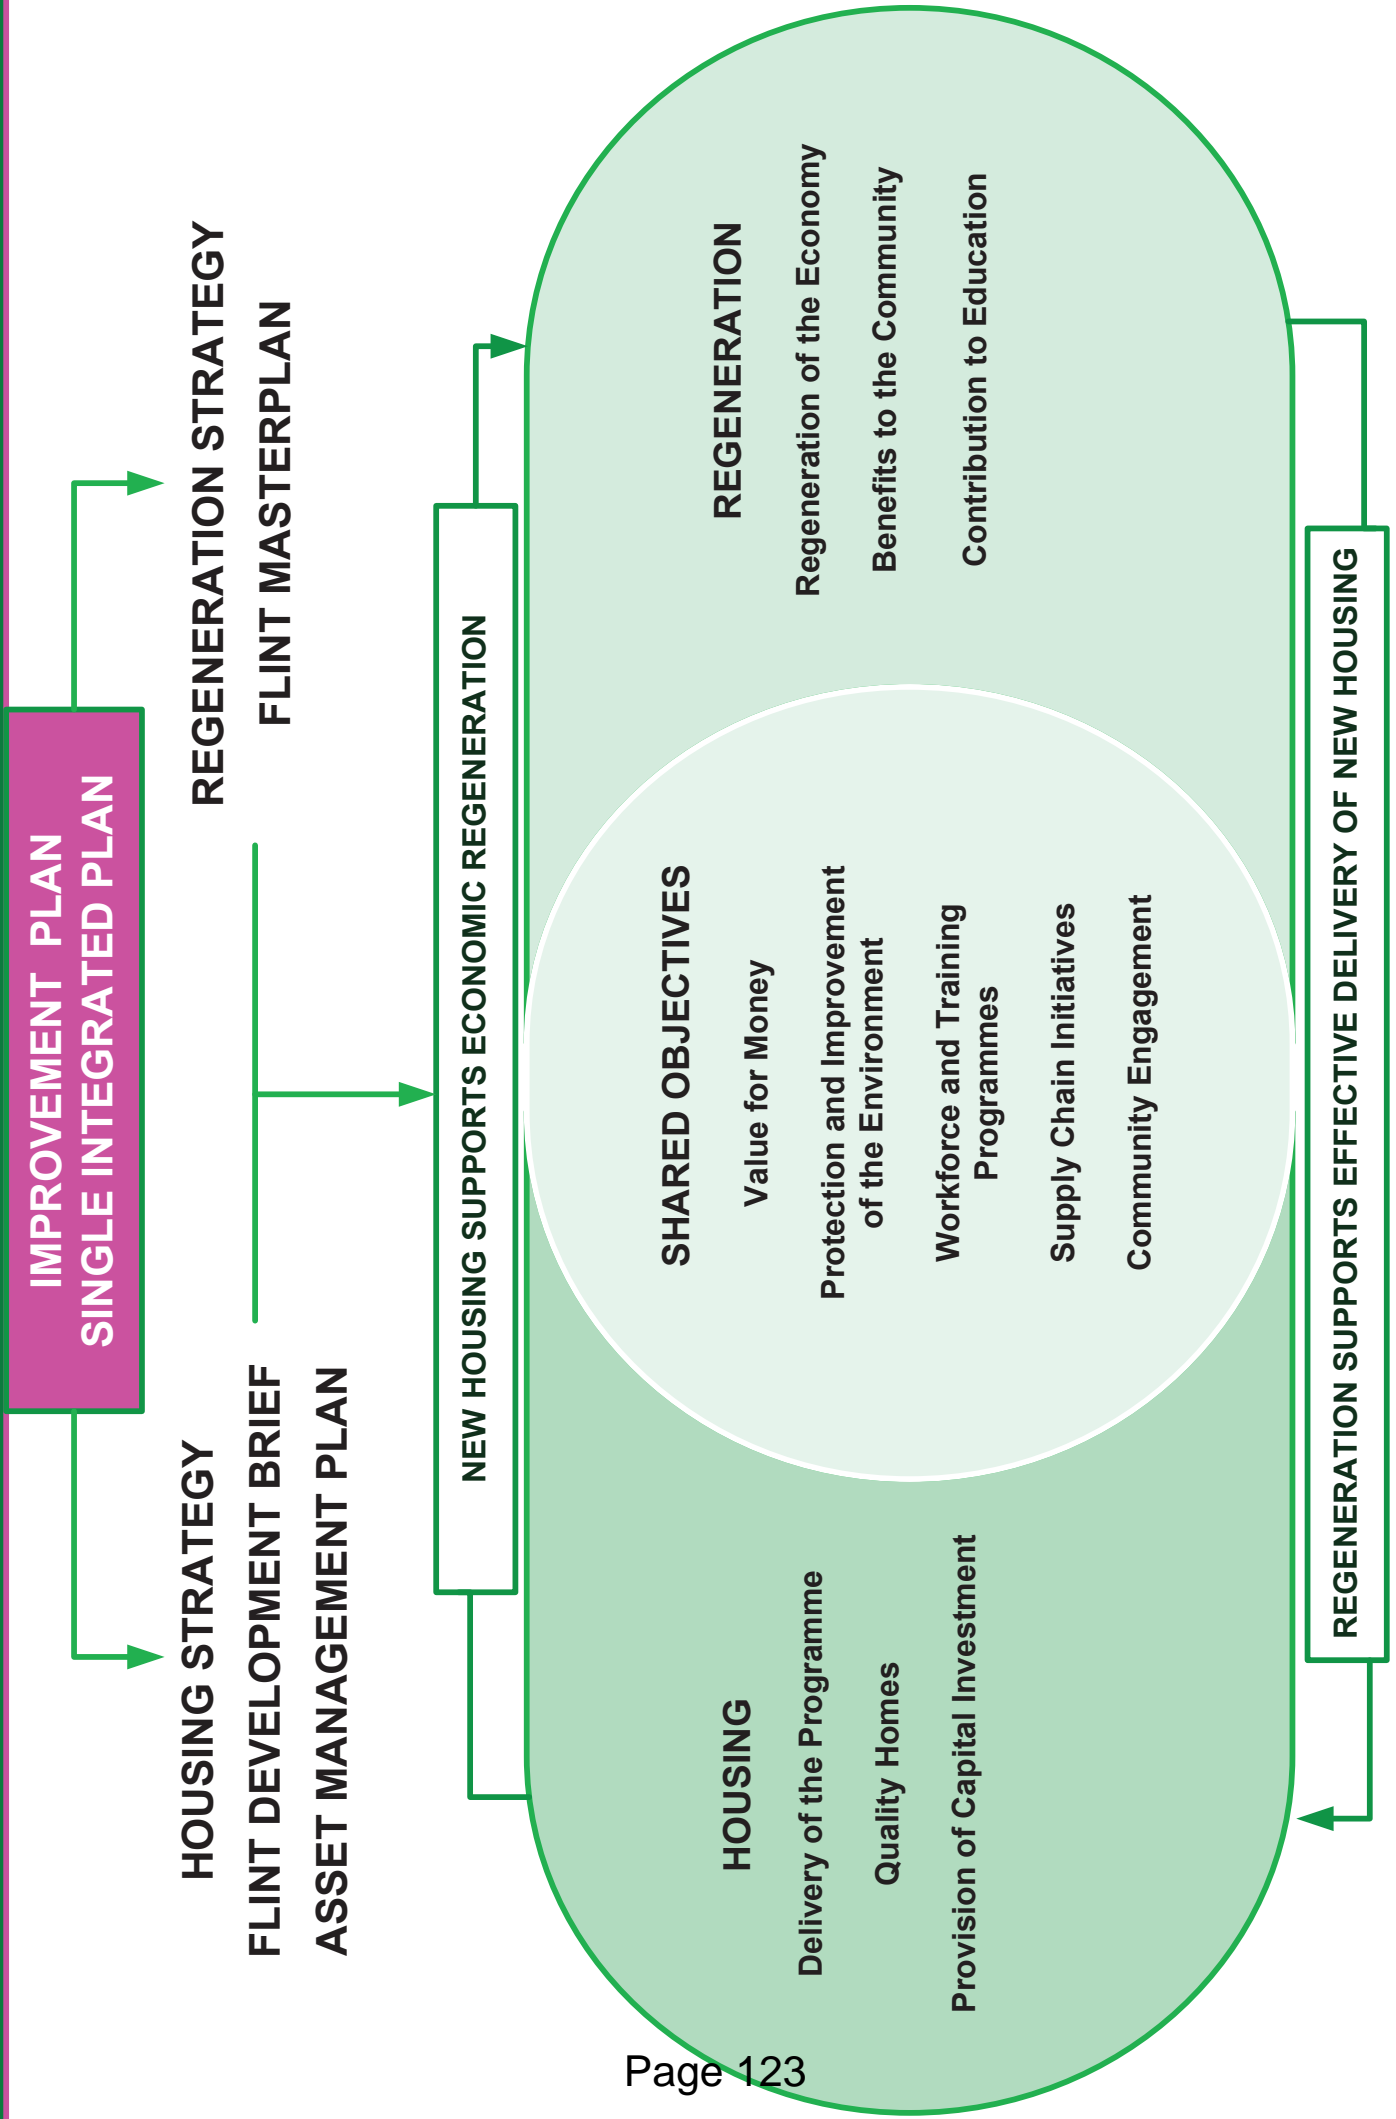 IMPROVEMENT PLAN
SINGLE INTEGRATED PLAN
HOUSING STRATEGY
FLINT DEVELOPMENT BRIEF
ASSET MANAGEMENT PLAN
REGENERATION STRATEGY
FLINT MASTERPLAN
NEW HOUSING SUPPORTS ECONOMIC REGENERATION
HOUSING
Delivery of the Programme
Quality Homes
Provision of Capital Investment
SHARED OBJECTIVES
Value for Money
Protection and Improvement
of the Environment
Workforce and Training
Programmes
Supply Chain Initiatives
Community Engagement
REGENERATION
Regeneration of the Economy
Benefits to the Community
Contribution to Education
REGENERATION SUPPORTS EFFECTIVE DELIVERY OF NEW HOUSING
Page 123